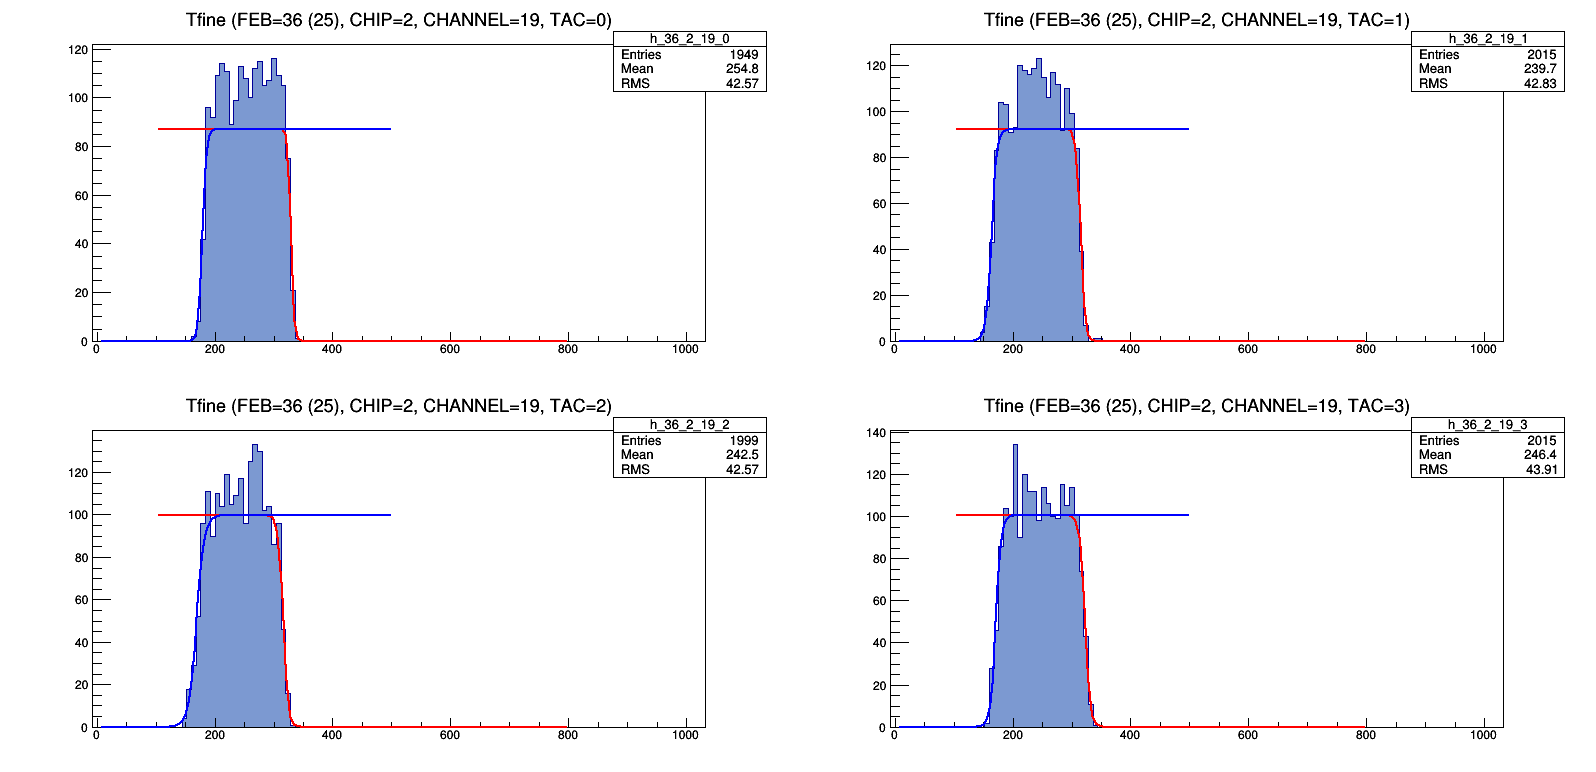 Tfine (FEB=36 (25), CHIP=2, CHANNEL=19, TAC=0)
h_36_2_19_0
Entries 1949
Mean 254.8
RMS 42.57
120
100
80
60
40
20
0
0 200 400 600 800 1000
Tfine (FEB=36 (25), CHIP=2, CHANNEL=19, TAC=1)
h_36_2_19_1
Entries 2015
Mean 239.7
RMS 42.83
120
100
80
60
40
20
0
0 200 400 600 800 1000
Tfine (FEB=36 (25), CHIP=2, CHANNEL=19, TAC=2)
h_36_2_19_2
Entries 1999
Mean 242.5
RMS 42.57
120
100
80
60
40
20
0
0 200 400 600 800 1000
Tfine (FEB=36 (25), CHIP=2, CHANNEL=19, TAC=3)
h_36_2_19_3
Entries 2015
Mean 246.4
RMS 43.91
140
120
100
80
60
40
20
0
0 200 400 600 800 1000